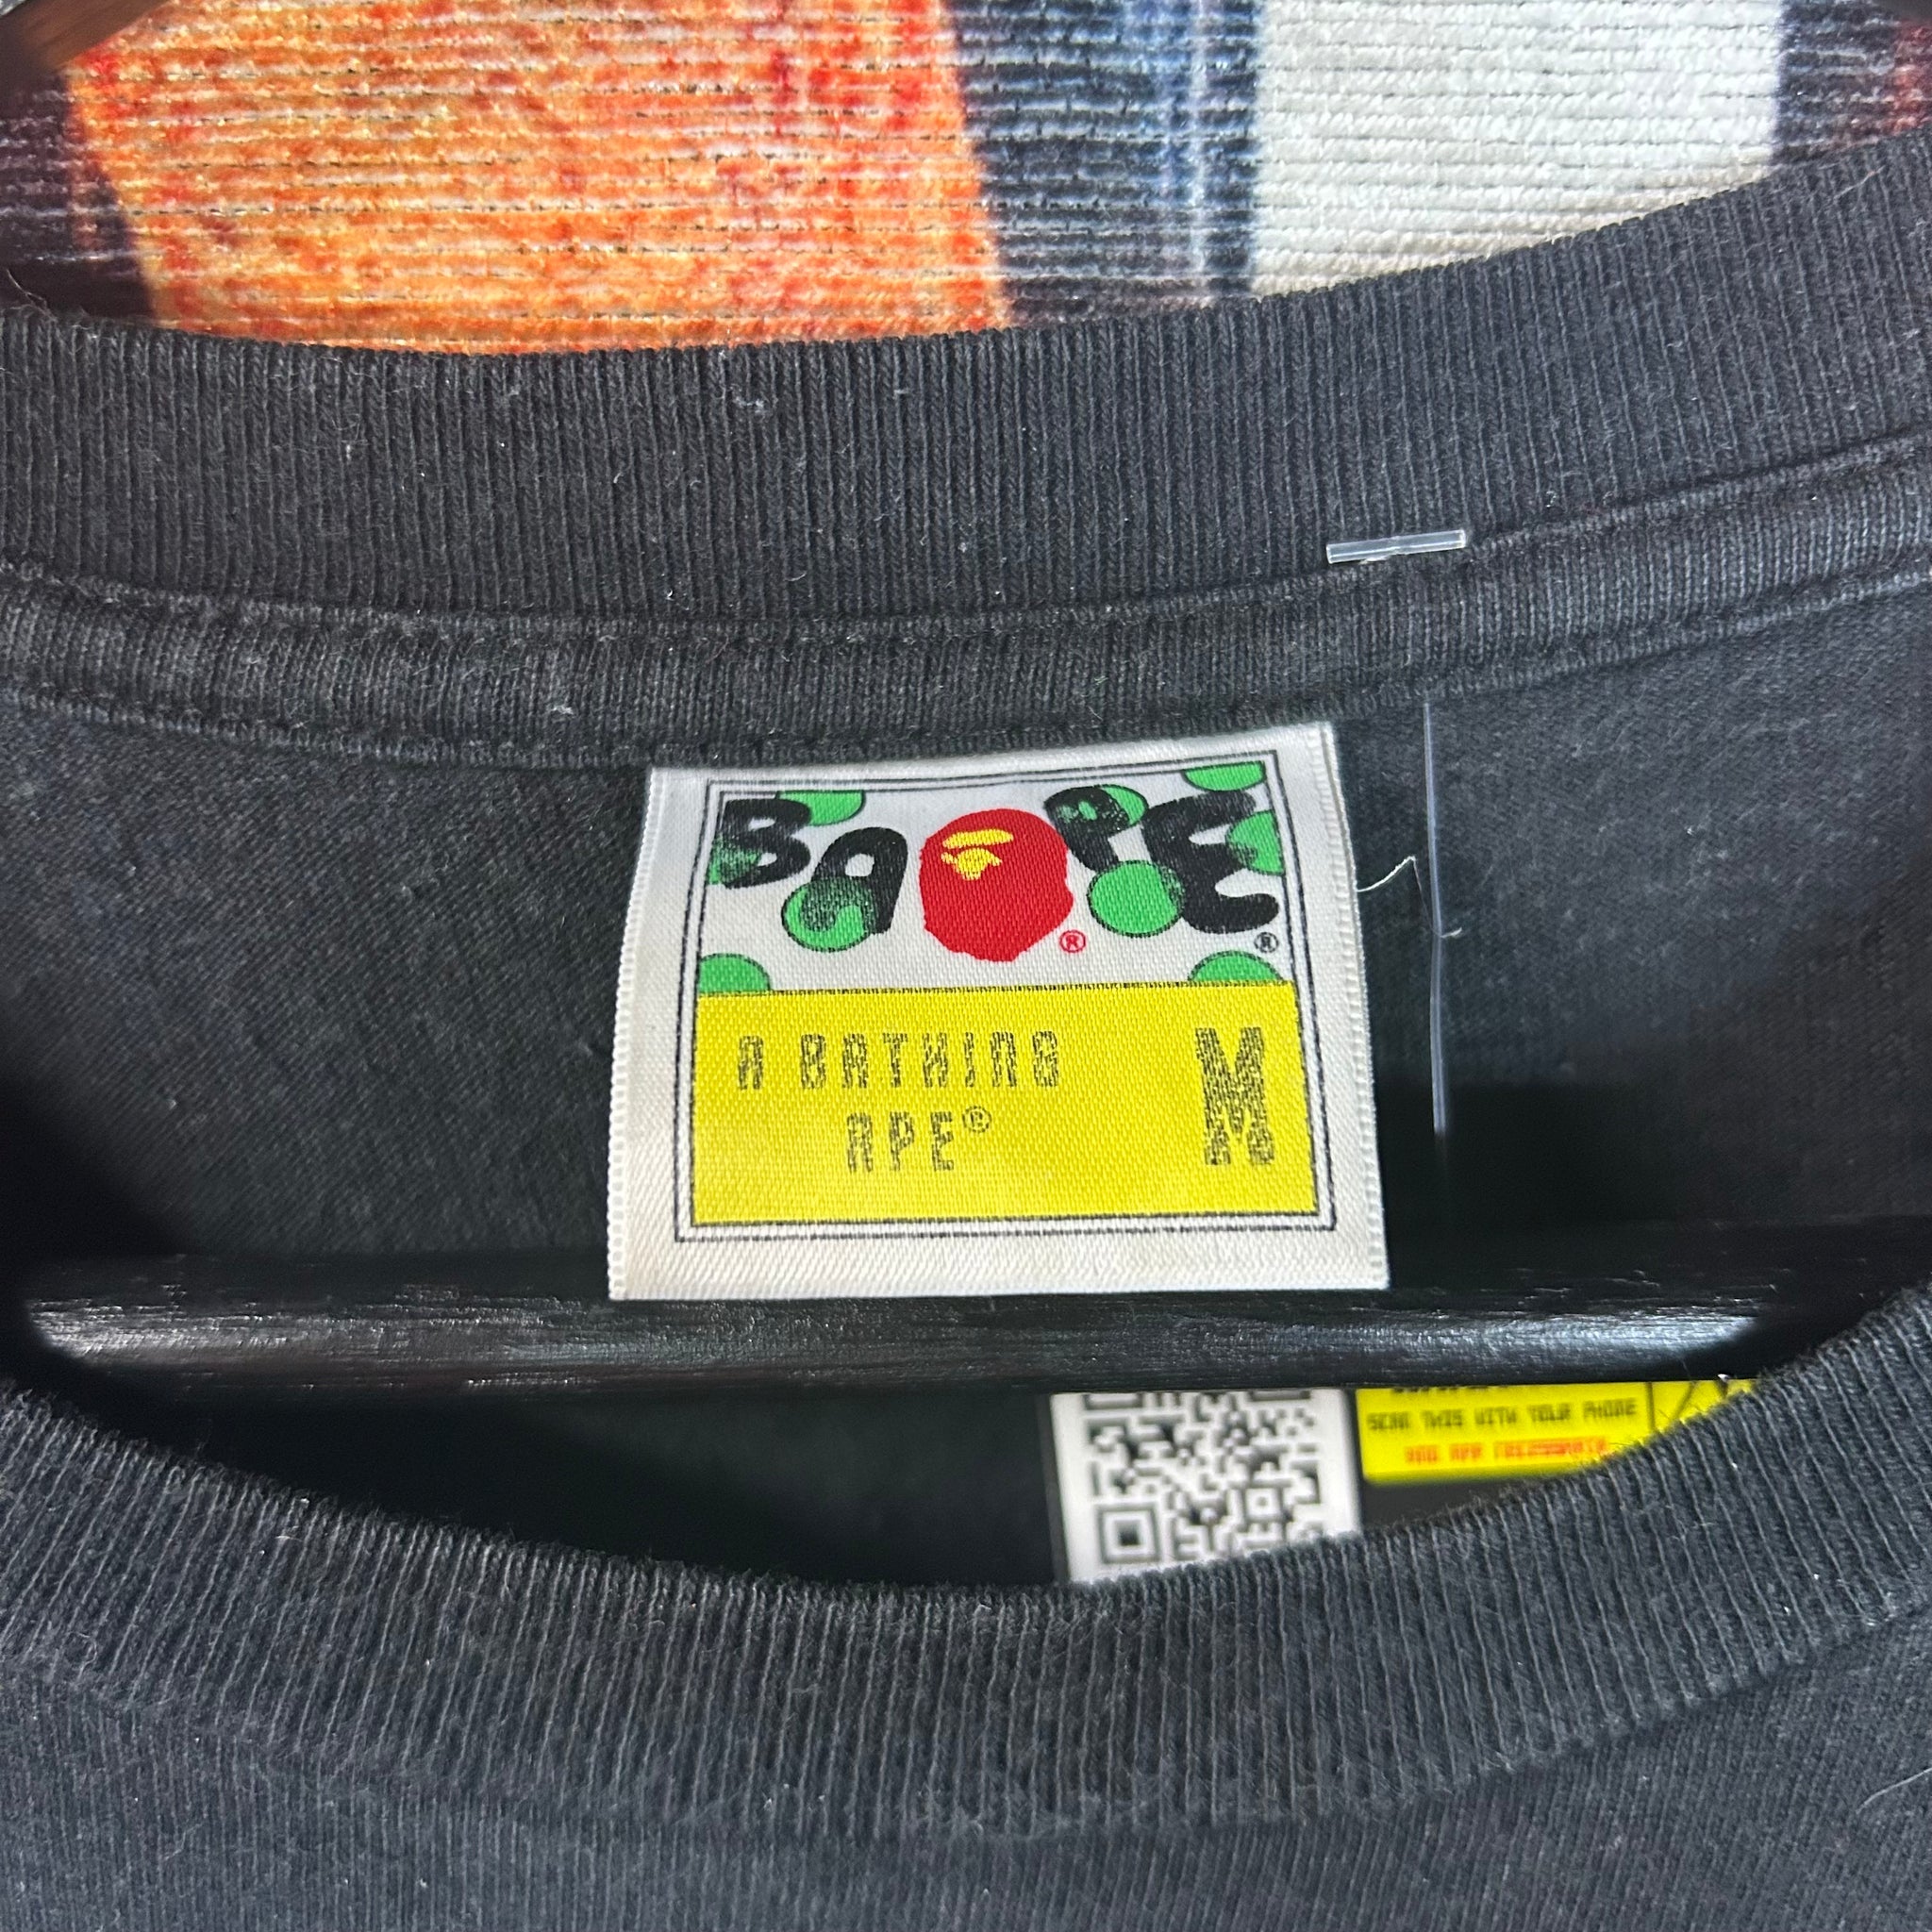 BAPE
®
®
A BATHING
APE®
M
SCAN THIS WITH YOUR PHONE